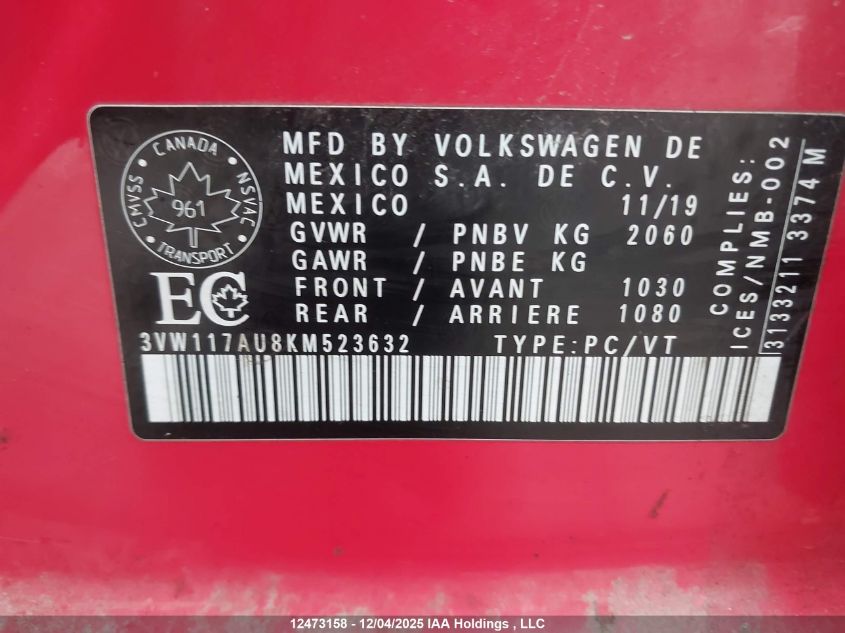 CANADA
CMVSS
NSVAC
961
TRANSPORT
EC
MFD BY VOLKSWAGEN DE
MEXICO S.A. DE C.V.
MEXICO 11/19
GVWR / PNBV KG 2060
GAWR / PNBE KG
FRONT / AVANT 1030
REAR / ARRIERE 1080
3VW117AU8KM523632 TYPE:PC/VT
COMPLIES:
ICES/NMB-002
3133211 3374 M
12473158 - 12/04/2025 IAA Holdings , LLC